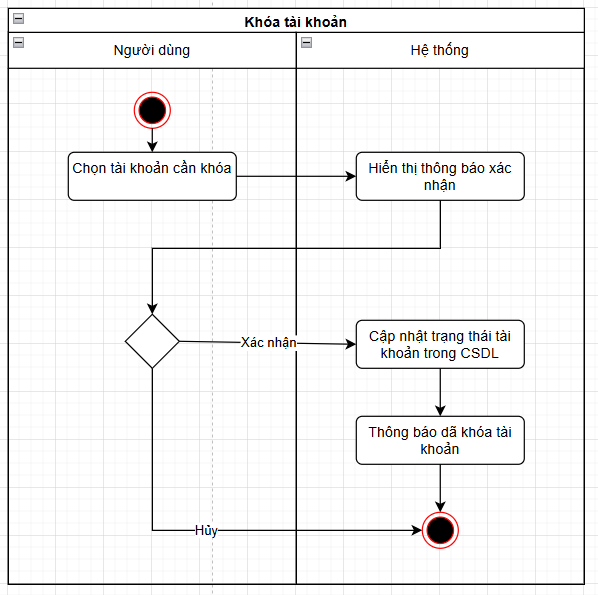 Khóa tài khoản
Người dùng
Hệ thống
Chọn tài khoản cần khóa
Hiển thị thông báo xác
nhận
Xác nhận
Cập nhật trạng thái tài
khoản trong CSDL
Thông báo đã khóa tài
khoản
Hủy